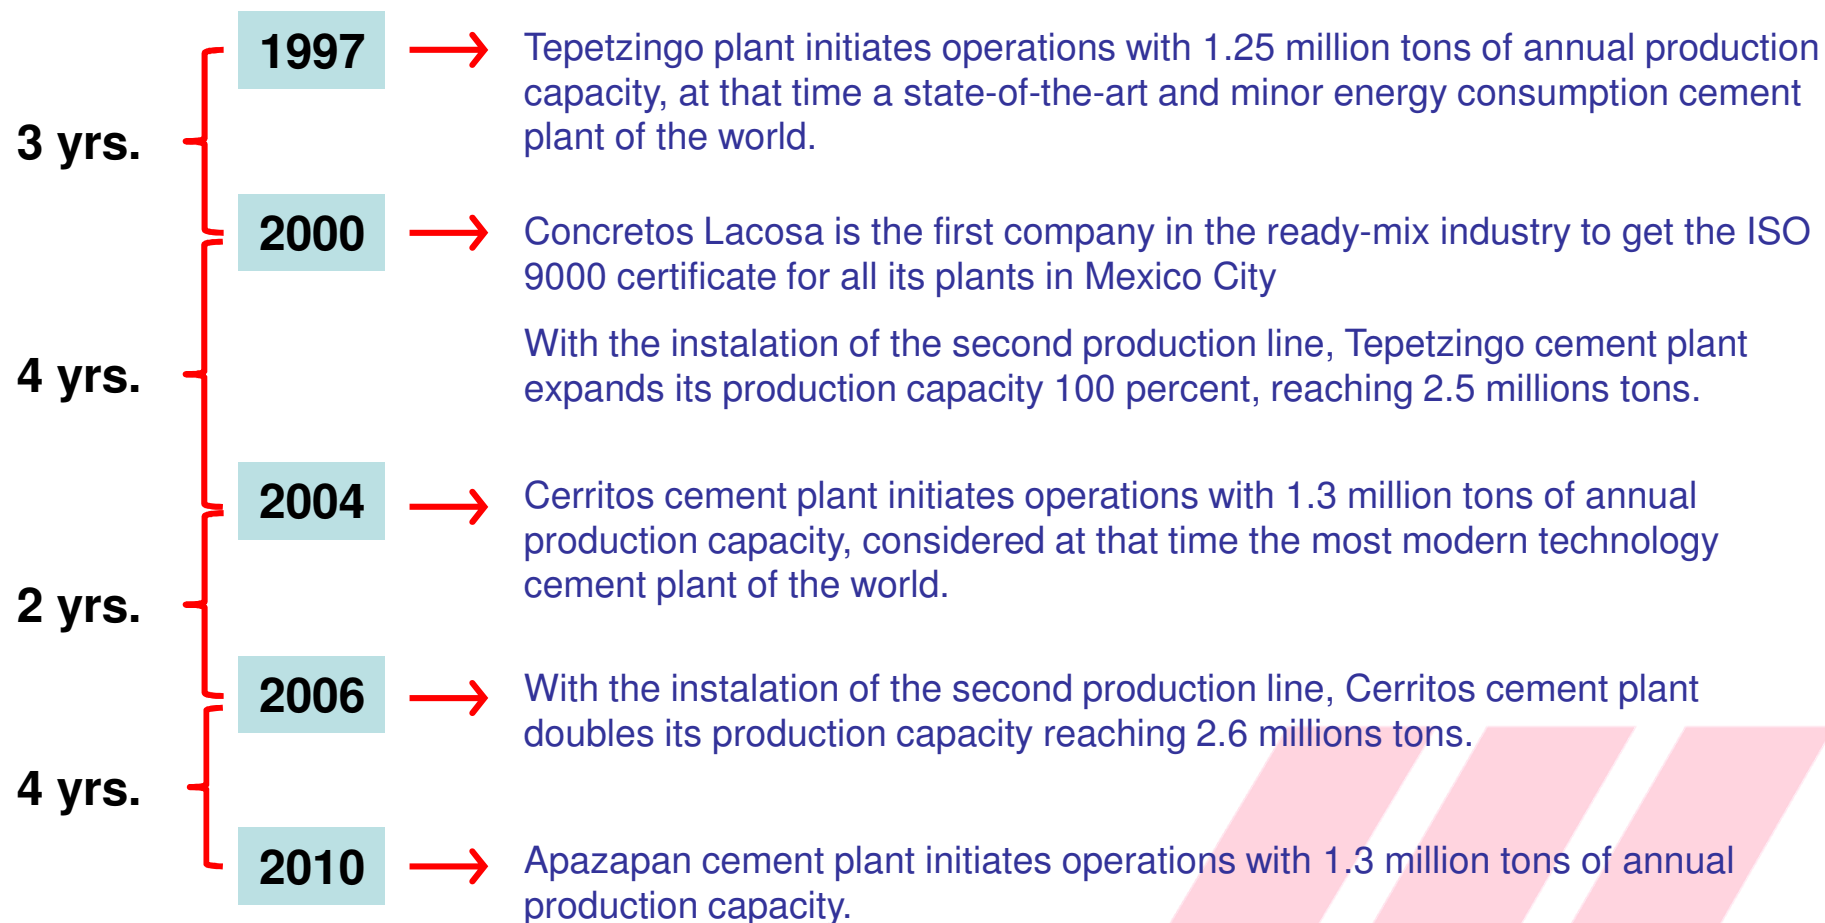 1997
Tepetzingo plant initiates operations with 1.25 million tons of annual production
capacity, at that time a state-of-the-art and minor energy consumption cement
plant of the world.
3 yrs.
2000
Concretos Lacosa is the first company in the ready-mix industry to get the ISO
9000 certificate for all its plants in Mexico City
With the instalation of the second production line, Tepetzingo cement plant
expands its production capacity 100 percent, reaching 2.5 millions tons.
4 yrs.
2004
Cerritos cement plant initiates operations with 1.3 million tons of annual
production capacity, considered at that time the most modern technology
cement plant of the world.
2 yrs.
2006
With the instalation of the second production line, Cerritos cement plant
doubles its production capacity reaching 2.6 millions tons.
4 yrs.
2010
Apazapan cement plant initiates operations with 1.3 million tons of annual
production capacity.